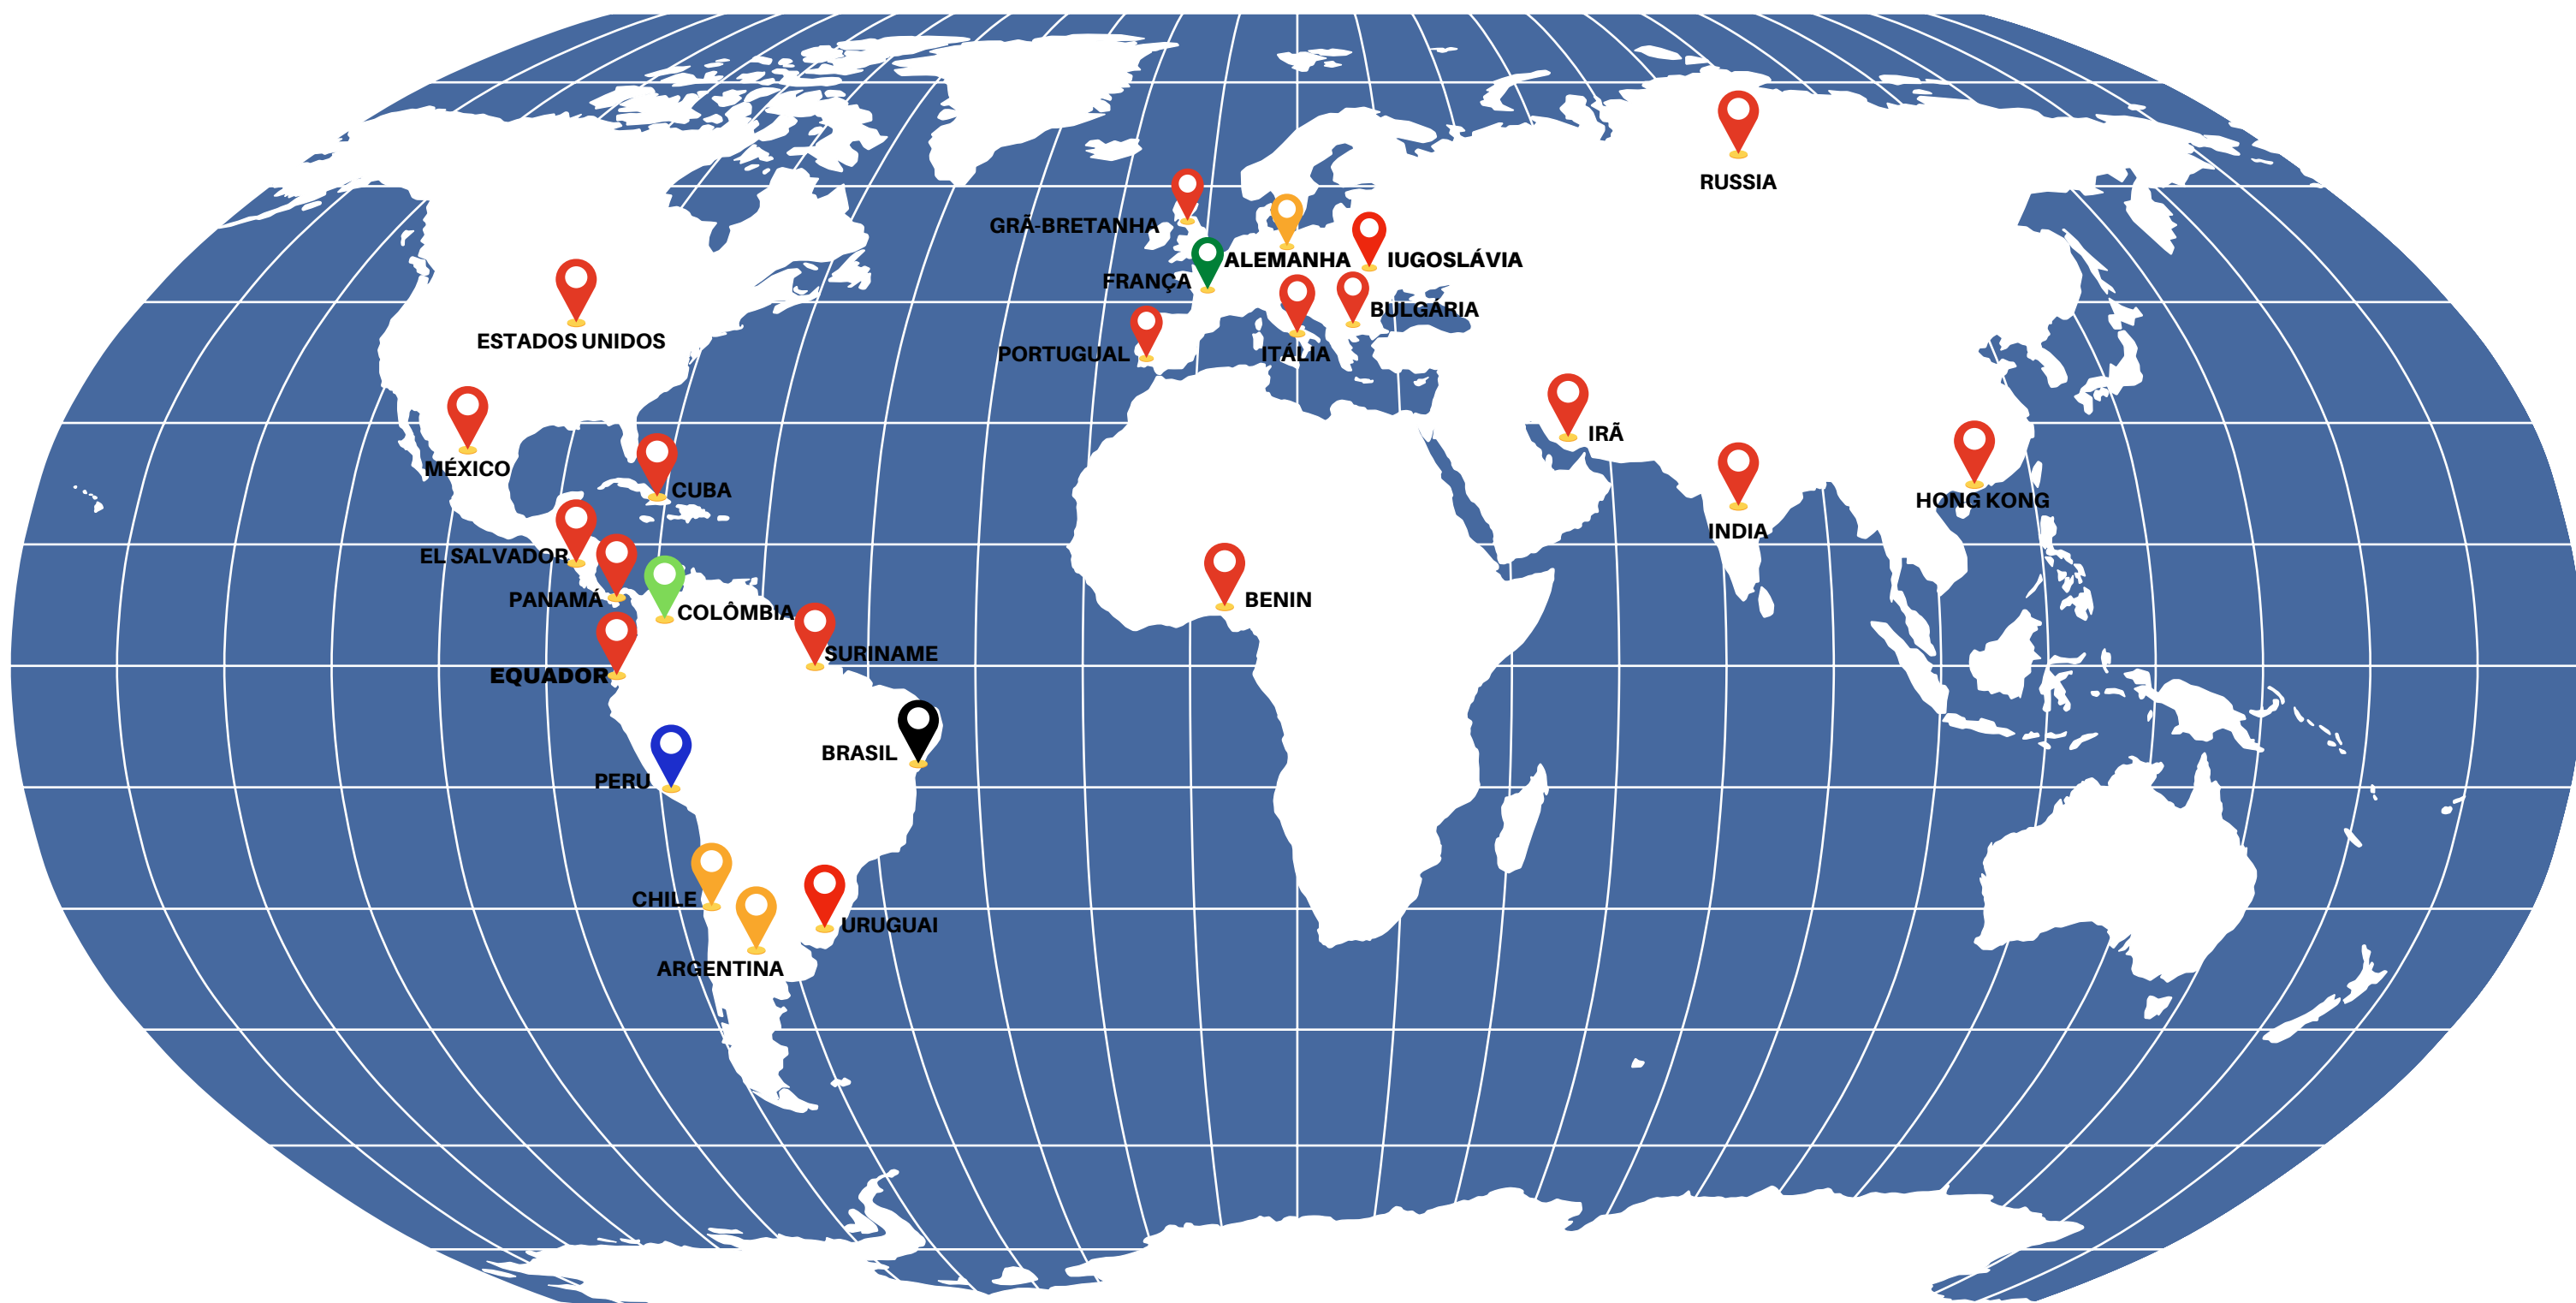 RUSSIA
GRÃ-BRETANHA
ALEMANHA
IUGOSLÁVIA
FRANÇA
BULGÁRIA
ESTADOS UNIDOS
PORTUGUAL
ITÁLIA
IRÃ
MÉXICO
CUBA
HONG KONG
INDIA
EL SALVADOR
PANAMÁ
BENIN
COLÔMBIA
SURINAME
EQUADOR
BRASIL
PERU
CHILE
URUGUAI
ARGENTINA